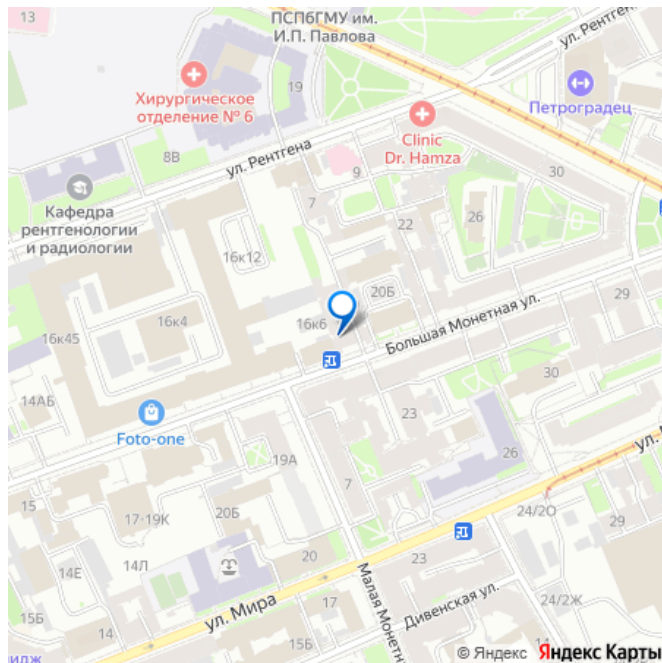 ПСПбГМУ им.
И.П. Павлова
13
19
ул. Рентгена
Хирургическое
отделение № 6
Петроградец
Clinic
Dr. Hamza
8В
ул. Рентгена
9
30
7
Кафедра
рентгенологии
и радиологии
22
26
16к12
20Б
29
16к4
16к6
Большая Монетная ул.
16к45
30
14АБ
15
23
Foto-one
19А
26
7
17-19К
20Б
24/2О
29
14Л
20
23
14Е
15Б
14
ул. Мира
17
Малая Монетн
Дивенская ул.
24/2Ж
15Б
14
© Яндекс
Яндекс Карты